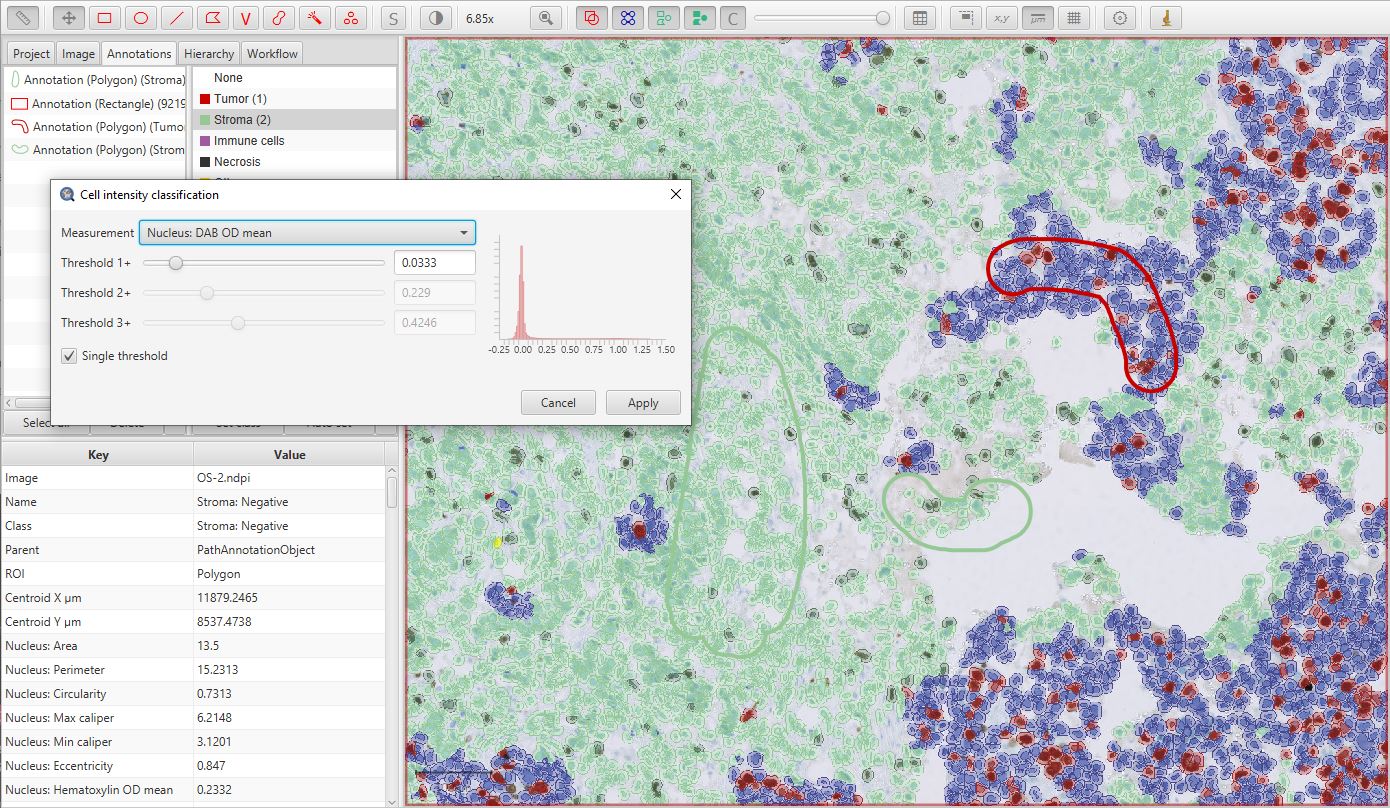 V
S
6.85x
C
x,y
μm
Project Image Annotations Hierarchy Workflow
Annotation (Polygon) (Stroma)
Annotation (Rectangle) (9219
Annotation (Polygon) (Tumo
Annotation (Polygon) (Strom
None
Tumor (1)
Stroma (2)
Immune cells
Necrosis
Cell intensity classification
Measurement Nucleus: DAB OD mean
Threshold 1+ 0.0333
Threshold 2+ 0.229
Threshold 3+ 0.4246
Single threshold
-0.25 0.00 0.25 0.50 0.75 1.00 1.25 1.50
Cancel Apply
Key Value
Image OS-2.ndpi
Name Stroma: Negative
Class Stroma: Negative
Parent PathAnnotationObject
ROI Polygon
Centroid X µm 11879.2465
Centroid Y µm 8537.4738
Nucleus: Area 13.5
Nucleus: Perimeter 15.2313
Nucleus: Circularity 0.7313
Nucleus: Max caliper 6.2148
Nucleus: Min caliper 3.1201
Nucleus: Eccentricity 0.847
Nucleus: Hematoxylin OD mean 0.2332